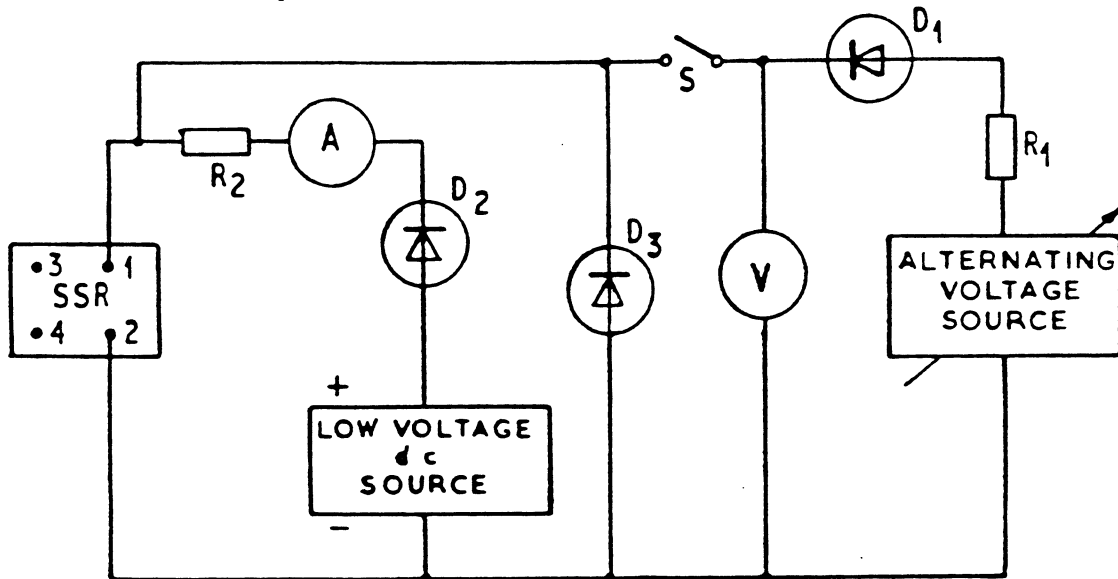 D1
S
R1
A
R2
D2
D3
V
• 3 • 1
SSR
• 4 • 2
ALTERNATING
VOLTAGE
SOURCE
+
LOW VOLTAGE
d c
SOURCE
-